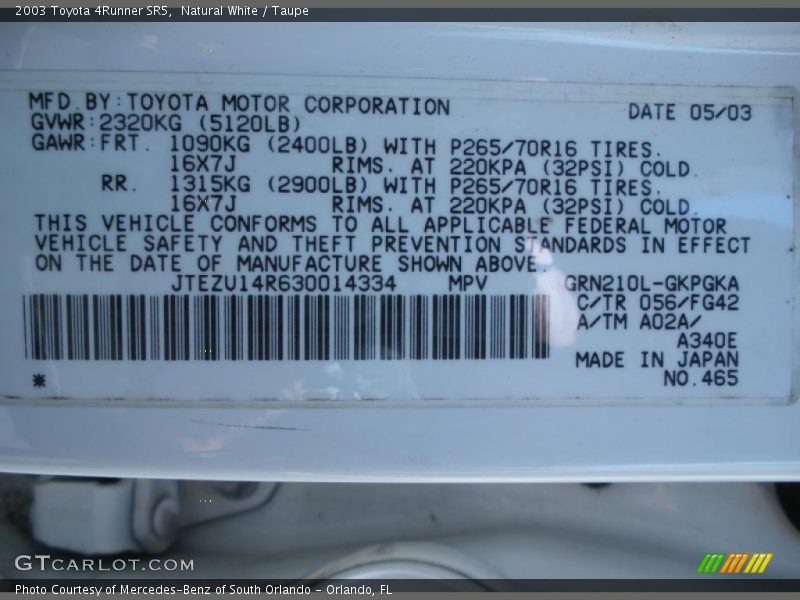 2003 Toyota 4Runner SR5,  Natural White / Taupe
MFD.BY:TOYOTA MOTOR CORPORATION DATE 05/03
GVWR:2320KG (5120LB)
GAWR:FRT. 1090KG (2400LB) WITH P265/70R16 TIRES.
16X7J RIMS. AT 220KPA (32PSI) COLD.
RR. 1315KG (2900LB) WITH P265/70R16 TIRES.
16X7J RIMS. AT 220KPA (32PSI) COLD.
THIS VEHICLE CONFORMS TO ALL APPLICABLE FEDERAL MOTOR
VEHICLE SAFETY AND THEFT PREVENTION STANDARDS IN EFFECT
ON THE DATE OF MANUFACTURE SHOWN ABOVE.
JTEZU14R630014334 MPV GRN210L-GKPGKA
C/TR 056/FG42
A/TM A02A/
A340E
MADE IN JAPAN
* NO.465
GTCARLOT.COM
Photo Courtesy of Mercedes-Benz of South Orlando - Orlando, FL